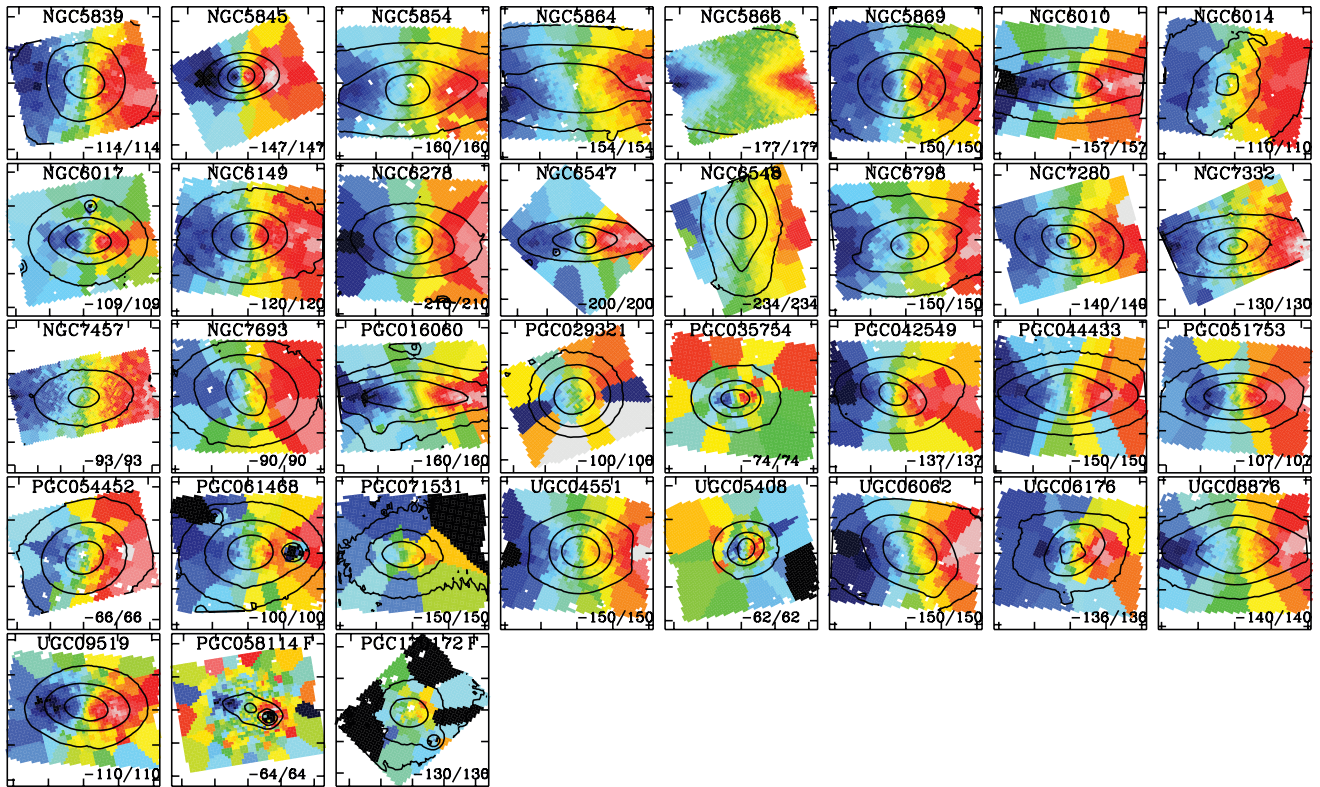 NGC5839 NGC5845 NGC5854 NGC5864 NGC5866 NGC5869 NGC6010 NGC6014
-114/114 -147/147 -160/160 -154/154 -177/177 -150/150 -157/157 -110/110
NGC6017 NGC6149 NGC6278 NGC6547 NGC6548 NGC6798 NGC7280 NGC7332
-109/109 -120/120 -210/210 -200/200 -234/234 -150/150 -140/140 -130/130
NGC7457 NGC7693 PGC016060 PGC029321 PGC035754 PGC042549 PGC044433 PGC051753
-93/93 -90/90 -160/160 -100/100 -74/74 -137/137 -150/150 -107/107
PGC054452 PGC061468 PGC071531 UGC04551 UGC05408 UGC06062 UGC06176 UGC08876
-66/66 -100/100 -150/150 -150/150 -62/62 -150/150 -136/136 -140/140
UGC09519 PGC058114 F F
-110/110 -64/64 -130/130